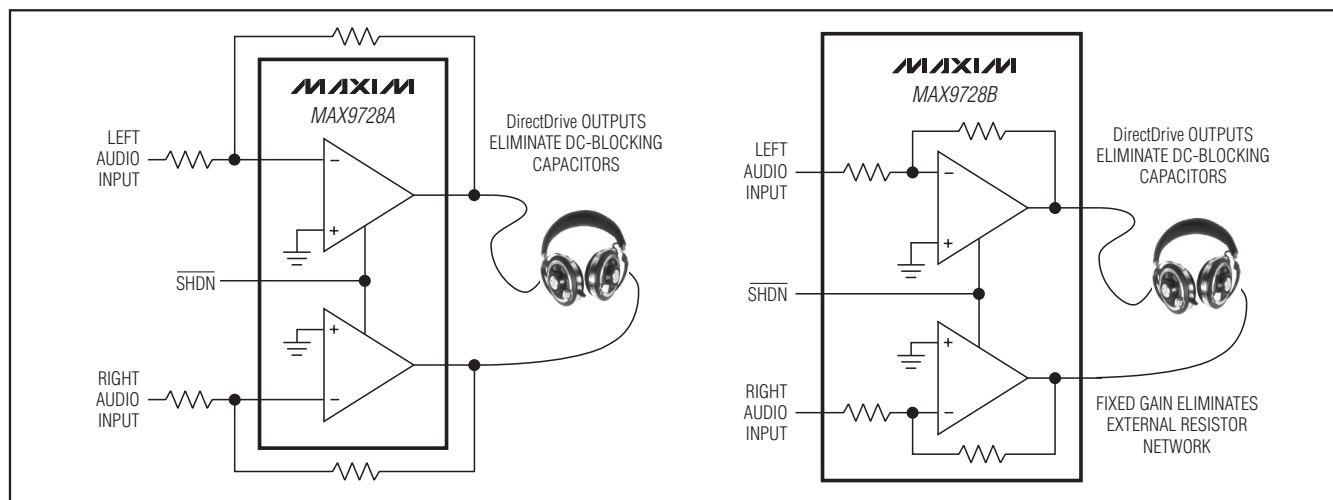 MAXIM
MAX9728A
LEFT
AUDIO
INPUT
−
+
SHDN
+
−
RIGHT
AUDIO
INPUT
DirectDrive OUTPUTS
ELIMINATE DC-BLOCKING
CAPACITORS
MAXIM
MAX9728B
LEFT
AUDIO
INPUT
−
+
SHDN
+
−
RIGHT
AUDIO
INPUT
DirectDrive OUTPUTS
ELIMINATE DC-BLOCKING
CAPACITORS
FIXED GAIN ELIMINATES
EXTERNAL RESISTOR
NETWORK